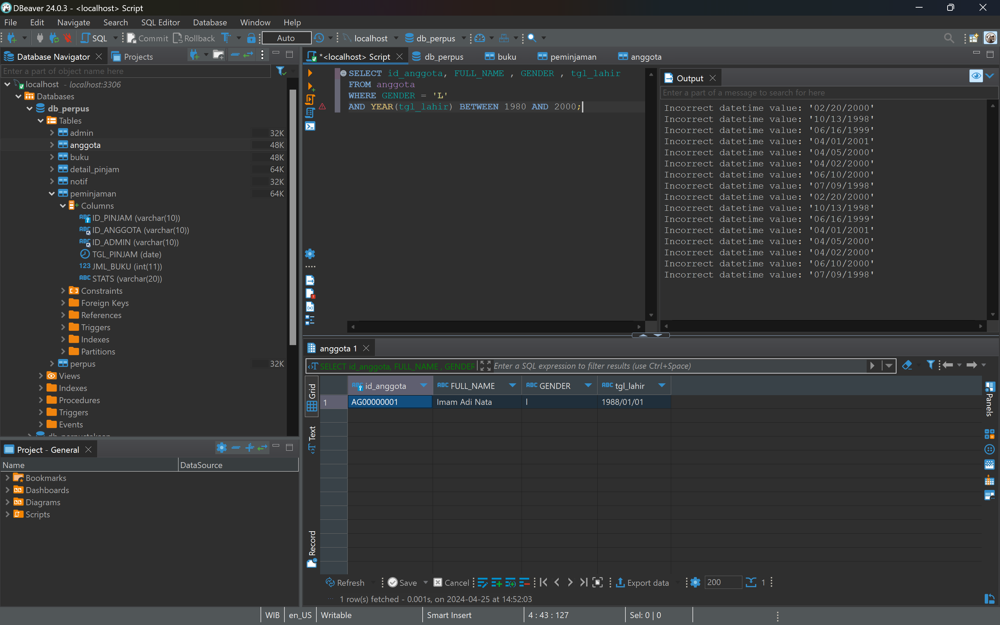 DBeaver 24.0.3 - <localhost> Script
File Edit Navigate Search SQL Editor Database Window Help
SQL Commit Rollback Auto localhost db_perpus
Database Navigator Projects
Enter a part of object name here
localhost - localhost:3306
Databases
db_perpus
Tables
admin 32K
anggota 48K
buku 48K
detail_pinjam 64K
notif 32K
peminjaman 64K
Columns
ID_PINJAM (varchar(10))
ID_ANGGOTA (varchar(10))
ID_ADMIN (varchar(10))
TGL_PINJAM (date)
123 JML_BUKU (int(11))
ABC STATS (varchar(20))
Constraints
Foreign Keys
References
Triggers
Indexes
Partitions
perpus 32K
Views
Indexes
Procedures
Triggers
Events
Project - General
Name DataSource
Bookmarks
Dashboards
Diagrams
Scripts
*<localhost> Script db_perpus buku peminjaman anggota
SELECT id_anggota, FULL_NAME , GENDER , tgl_lahir
FROM anggota
WHERE GENDER = 'L'
AND YEAR(tgl_lahir) BETWEEN 1980 AND 2000;
Output
Enter a part of a message to search for here
Incorrect datetime value: '02/20/2000'
Incorrect datetime value: '10/13/1998'
Incorrect datetime value: '06/16/1999'
Incorrect datetime value: '04/01/2001'
Incorrect datetime value: '04/05/2000'
Incorrect datetime value: '04/02/2000'
Incorrect datetime value: '06/10/2000'
Incorrect datetime value: '07/09/1998'
Incorrect datetime value: '02/20/2000'
Incorrect datetime value: '10/13/1998'
Incorrect datetime value: '06/16/1999'
Incorrect datetime value: '04/01/2001'
Incorrect datetime value: '04/05/2000'
Incorrect datetime value: '04/02/2000'
Incorrect datetime value: '06/10/2000'
Incorrect datetime value: '07/09/1998'
anggota 1
SELECT id_anggota, FULL_NAME , GENDER Enter a SQL expression to filter results (use Ctrl+Space)
Grid
Text
Record
ABC id_anggota ABC FULL_NAME ABC GENDER ABC tgl_lahir
1 AG00000001 Imam Adi Nata l 1988/01/01
Panels
Refresh Save Cancel Export data 200 1
1 row(s) fetched - 0.001s, on 2024-04-25 at 14:52:03
WIB en_US Writable Smart Insert 4 : 43 : 127 Sel: 0 | 0